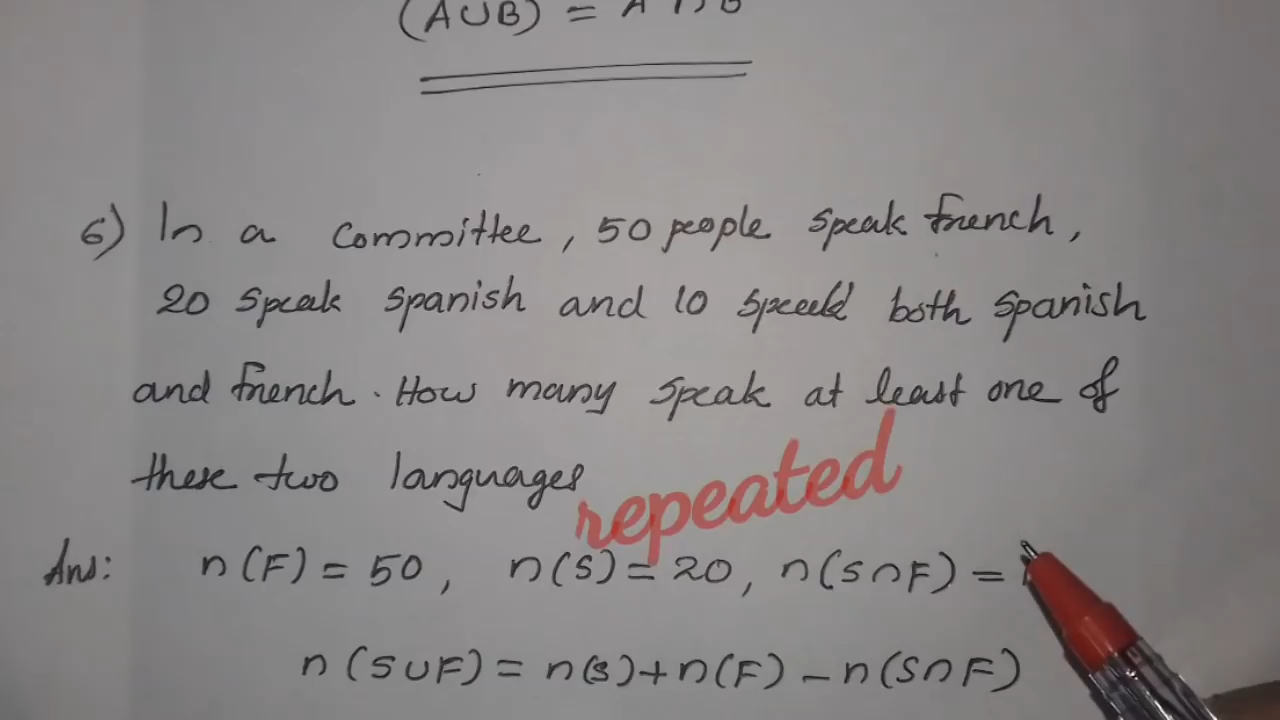 (A∪B) = A ∩ B
6) In a committee, 50 people speak french,
20 speak spanish and 10 speak both spanish
and french. How many speak at least one of
these two languages
repeated
Ans: n(F) = 50, n(S) = 20, n(S∩F) =
n(S∪F) = n(S) + n(F) - n(S∩F)